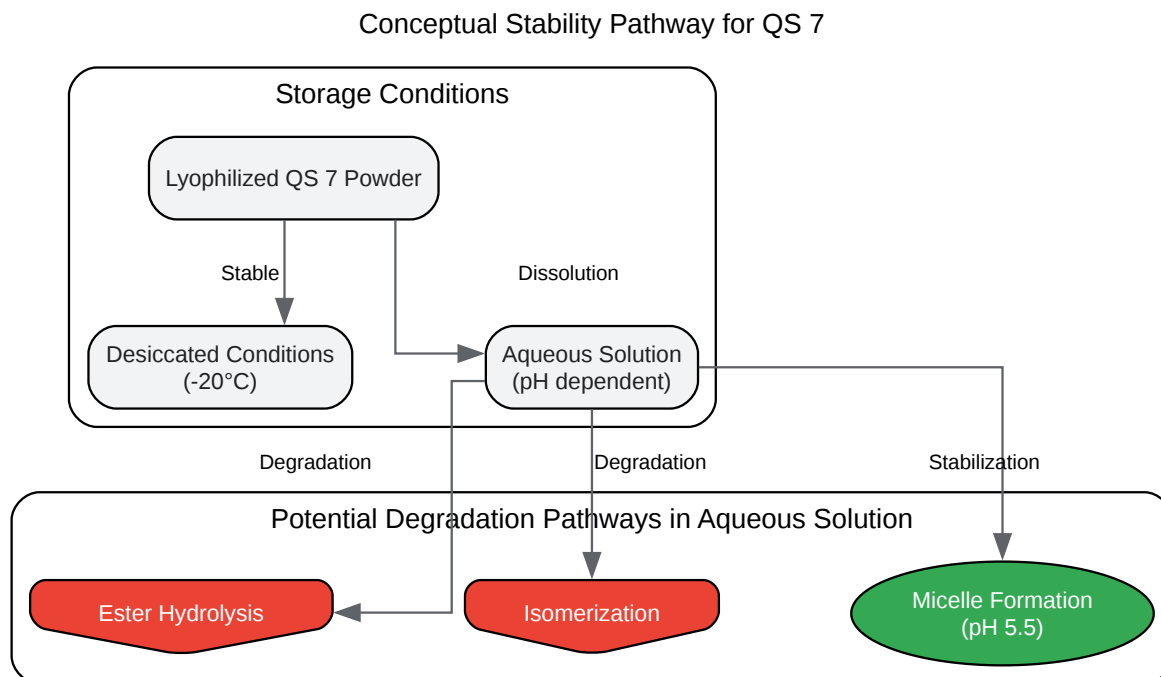 Conceptual Stability Pathway for QS 7
Storage Conditions
Lyophilized QS 7 Powder
Stable
Dissolution
Desiccated Conditions
(-20°C)
Aqueous Solution
(pH dependent)
Degradation
Degradation
Stabilization
Potential Degradation Pathways in Aqueous Solution
Ester Hydrolysis
Isomerization
Micelle Formation
(pH 5.5)